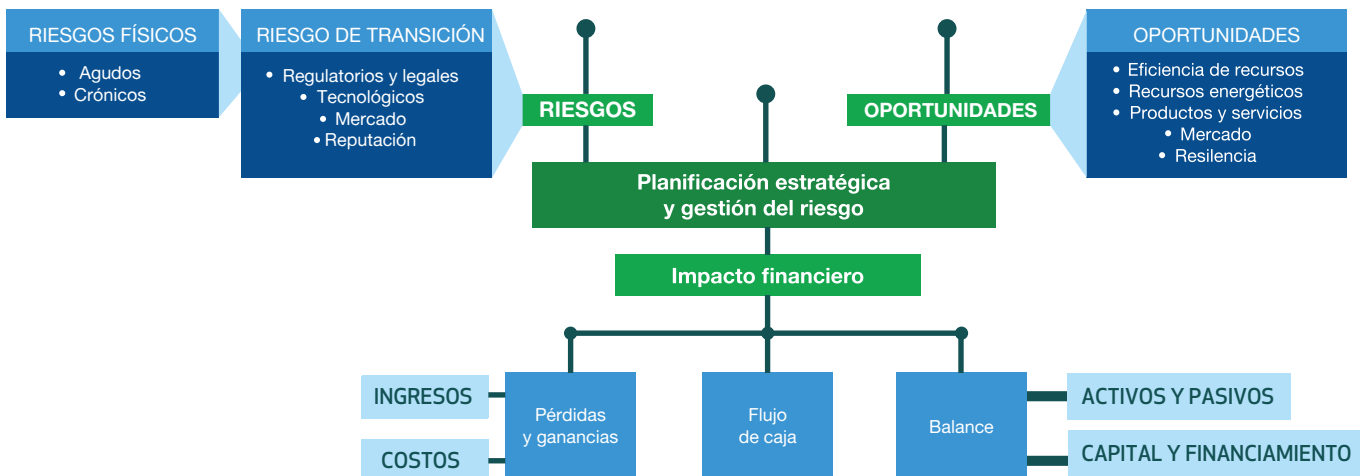 RIESGOS FÍSICOS
• Agudos
• Crónicos
RIESGO DE TRANSICIÓN
• Regulatorios y legales
• Tecnológicos
• Mercado
• Reputación
RIESGOS
OPORTUNIDADES
OPORTUNIDADES
• Eficiencia de recursos
• Recursos energéticos
• Productos y servicios
• Mercado
• Resilencia
Planificación estratégica
y gestión del riesgo
Impacto financiero
INGRESOS
COSTOS
Pérdidas
y ganancias
Flujo
de caja
Balance
ACTIVOS Y PASIVOS
CAPITAL Y FINANCIAMIENTO